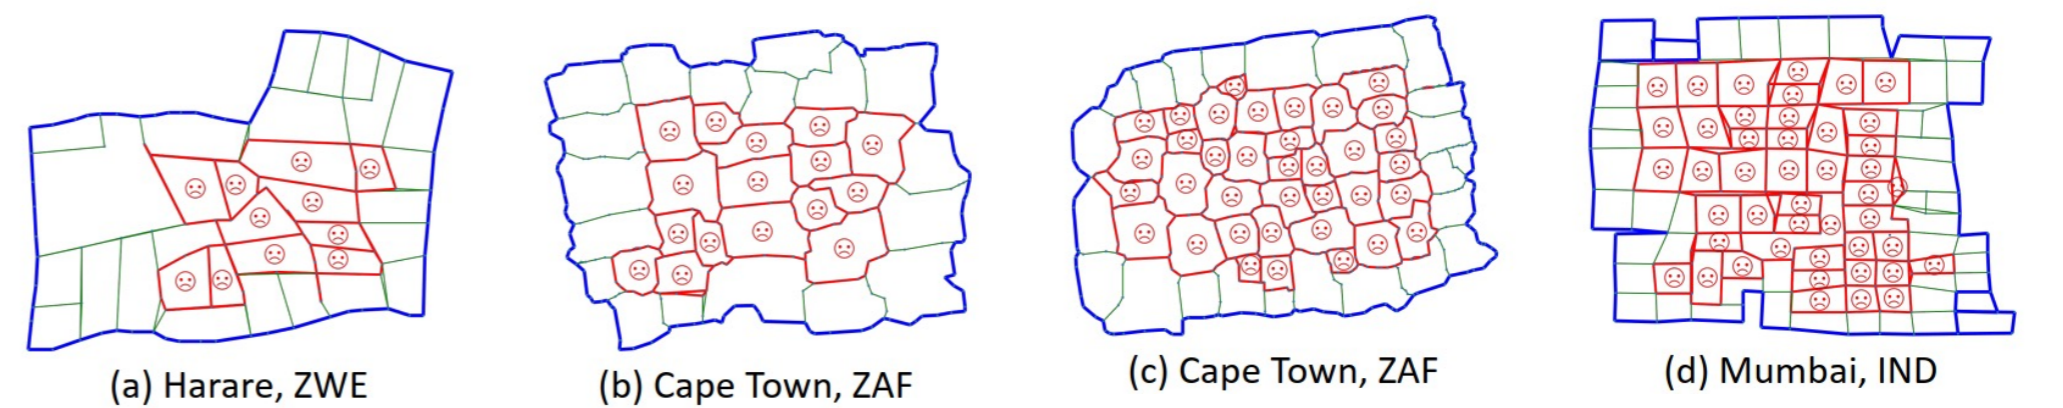 (a) Harare, ZWE
(b) Cape Town, ZAF
(c) Cape Town, ZAF
(d) Mumbai, IND